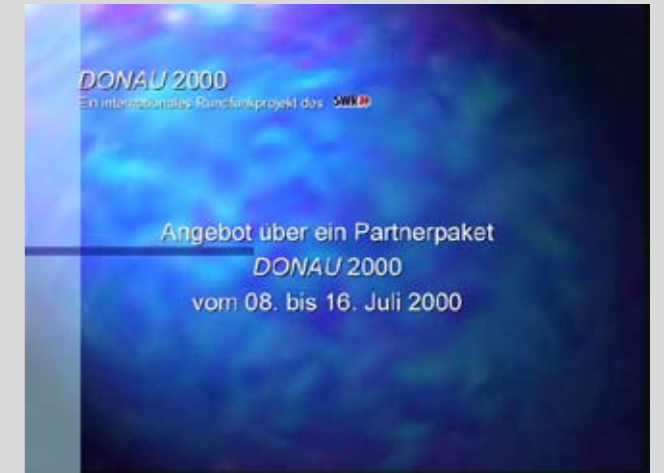 DONAU 2000
Ein internationales Rundfunkprojekt des SWR
Angebot über ein Partnerpaket
DONAU 2000
vom 08. bis 16. Juli 2000